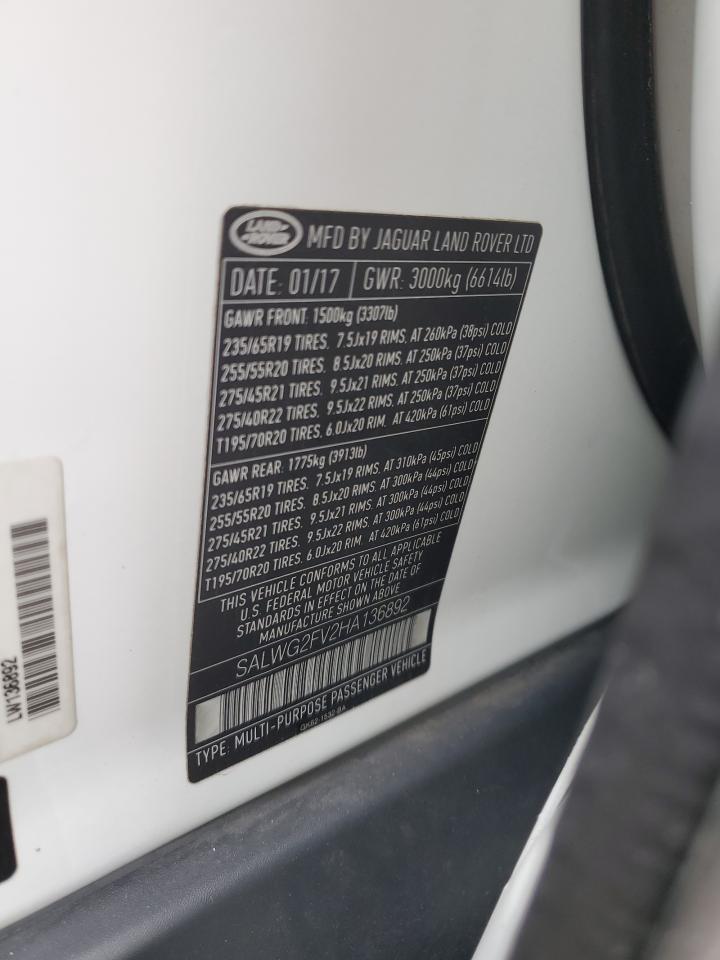 LAND ROVER
MFD BY JAGUAR LAND ROVER LTD
DATE: 01/17 GWR: 3000kg (6614lb)
GAWR FRONT: 1500kg (3307lb)
235/65R19 TIRES. 7.5Jx19 RIMS. AT 260kPa (38psi) COLD
255/55R20 TIRES. 8.5Jx20 RIMS. AT 250kPa (37psi) COLD
275/45R21 TIRES. 9.5Jx21 RIMS. AT 250kPa (37psi) COLD
275/40R22 TIRES. 9.5Jx22 RIMS. AT 250kPa (37psi) COLD
T195/70R20 TIRES. 6.0Jx20 RIM. AT 420kPa (61psi) COLD
GAWR REAR: 1775kg (3913lb)
235/65R19 TIRES. 7.5Jx19 RIMS. AT 310kPa (45psi) COLD
255/55R20 TIRES. 8.5Jx20 RIMS. AT 300kPa (44psi) COLD
275/45R21 TIRES. 9.5Jx21 RIMS. AT 300kPa (44psi) COLD
275/40R22 TIRES. 9.5Jx22 RIMS. AT 300kPa (44psi) COLD
T195/70R20 TIRES. 6.0Jx20 RIM. AT 420kPa (61psi) COLD
THIS VEHICLE CONFORMS TO ALL APPLICABLE
U.S. FEDERAL MOTOR VEHICLE SAFETY
STANDARDS IN EFFECT ON THE DATE OF
MANUFACTURE SHOWN ABOVE
SALWG2FV2HA136892
TYPE: MULTI-PURPOSE PASSENGER VEHICLE
LW136892